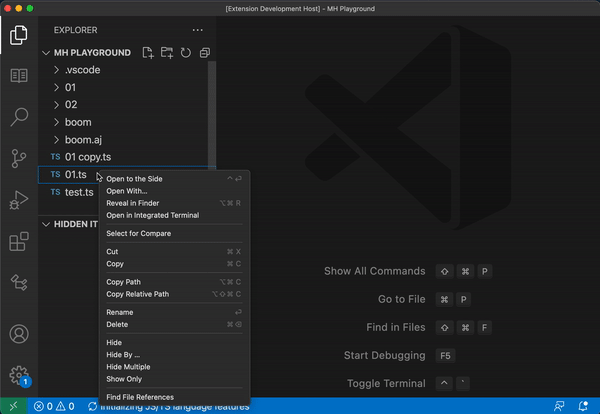 [Extension Development Host] - MH Playground
EXPLORER
MH PLAYGROUND
.vscode
01
02
boom
boom.aj
TS 01 copy.ts
TS 01.ts
TS test.ts
HIDDEN IT
Open to the Side ⌃⏎
Open With...
Reveal in Finder ⌥⌘ R
Open in Integrated Terminal
Select for Compare
Cut ⌘ X
Copy ⌘ C
Copy Path ⌥⌘ C
Copy Relative Path ⌥⇧⌘ C
Rename ⏎
Delete ⌘⌫
Hide
Hide By ...
Hide Multiple
Show Only
Find File References
Show All Commands ⇧ ⌘ P
Go to File ⌘ P
Find in Files ⇧ ⌘ F
Start Debugging F5
Toggle Terminal ⌃ `
1
0 0 Initializing JS/TS language features